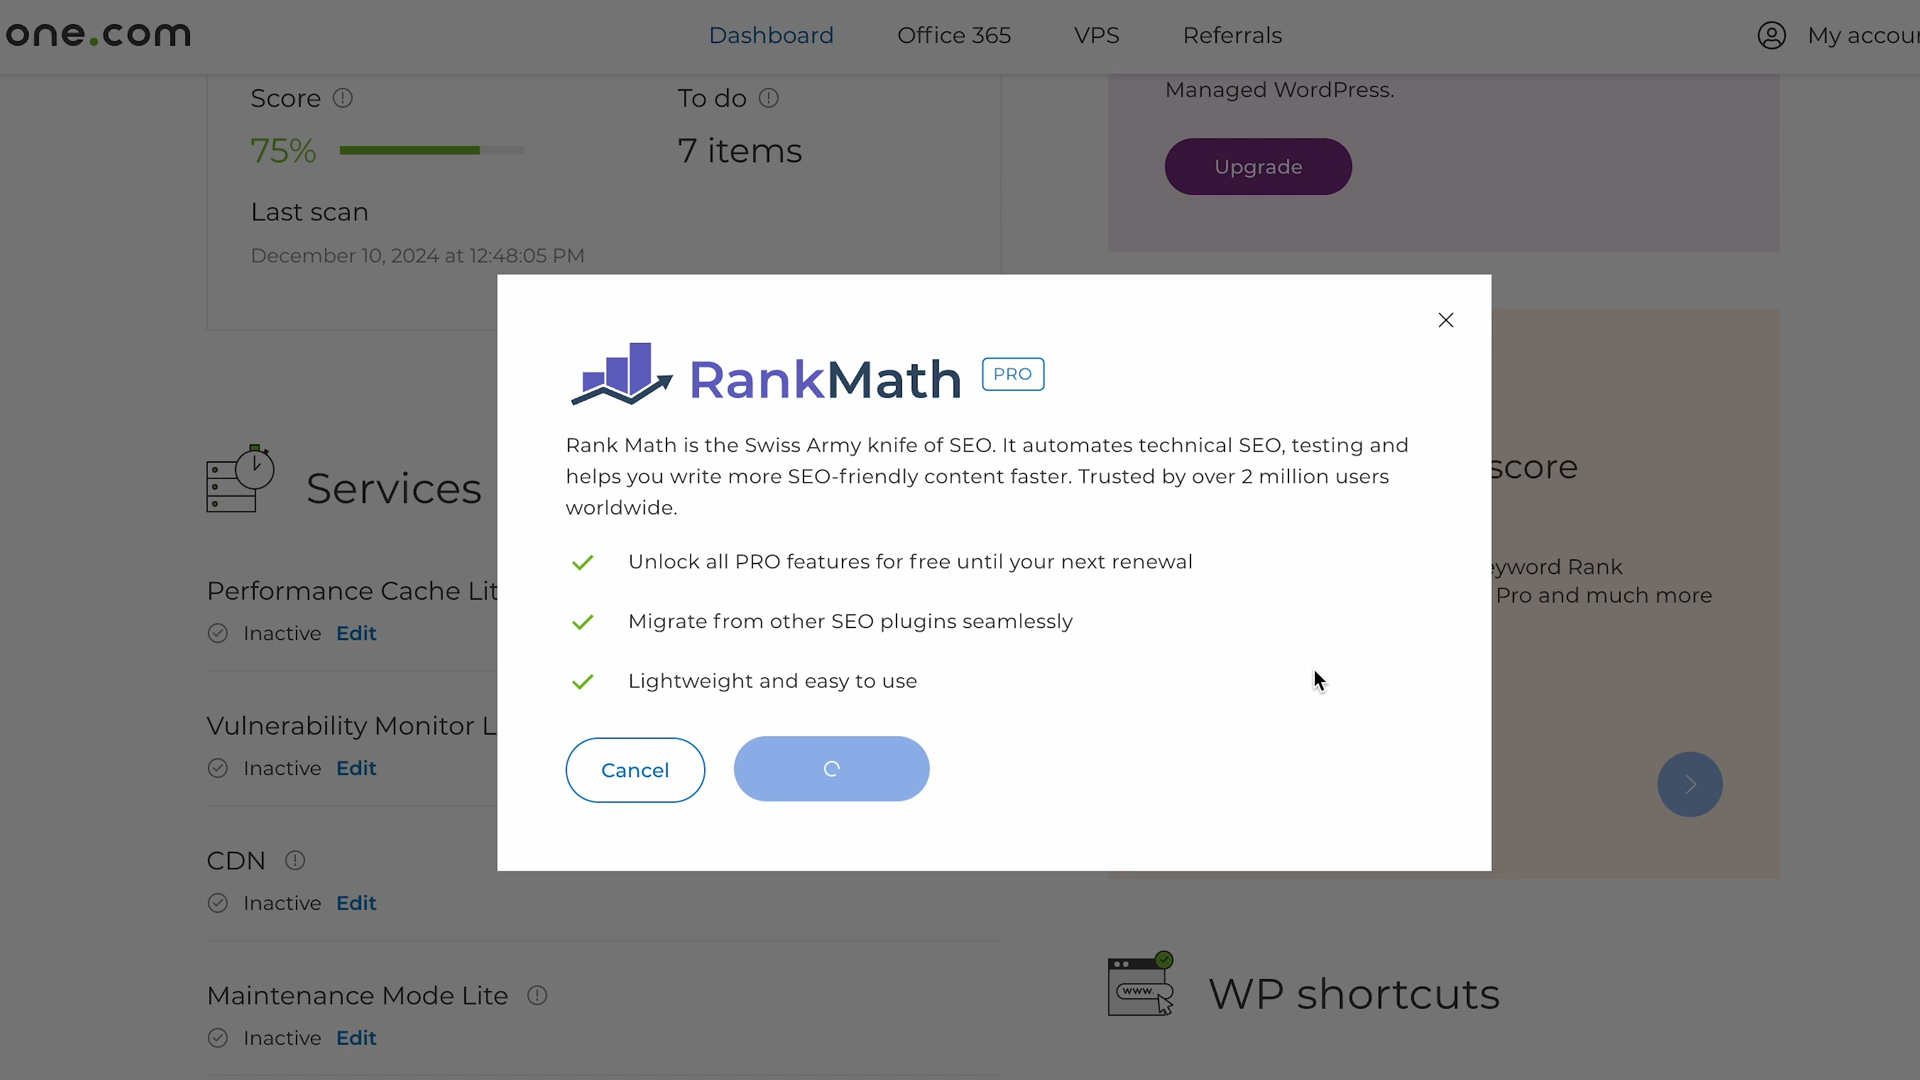 one.com
Dashboard
Office 365
VPS
Referrals
My accou
Score
To do
75%
7 items
Last scan
December 10, 2024 at 12:48:05 PM
Managed WordPress.
Upgrade
RankMath PRO
Rank Math is the Swiss Army knife of SEO. It automates technical SEO, testing and
helps you write more SEO-friendly content faster. Trusted by over 2 million users
worldwide.
Unlock all PRO features for free until your next renewal
Migrate from other SEO plugins seamlessly
Lightweight and easy to use
Cancel
Services
Performance Cache Lit
Inactive Edit
Vulnerability Monitor L
Inactive Edit
CDN
Inactive Edit
Maintenance Mode Lite
Inactive Edit
score
eyword Rank
Pro and much more
www.
WP shortcuts